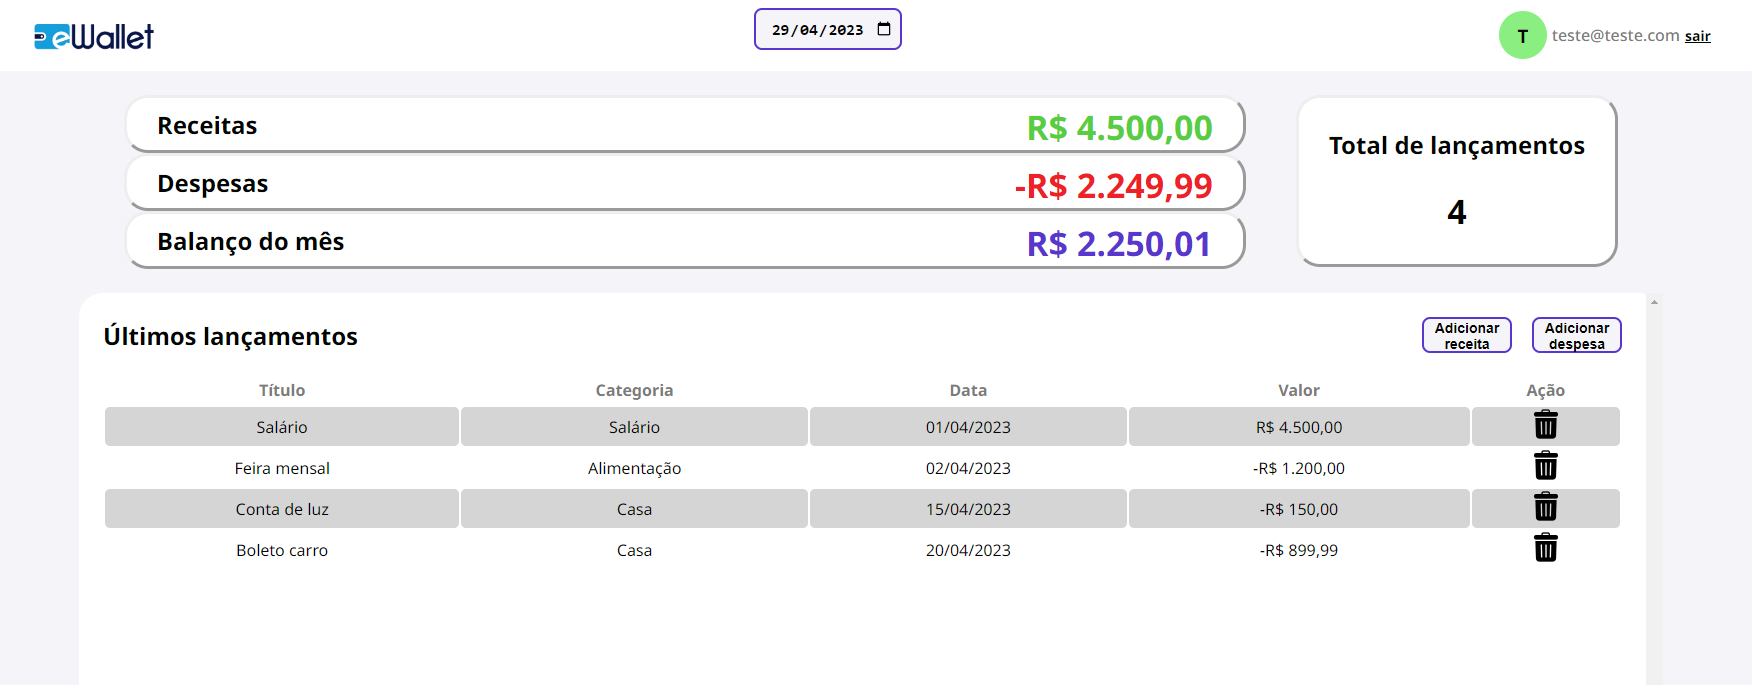 eWallet
29/04/2023
T teste@teste.com sair
Receitas R$ 4.500,00
Despesas -R$ 2.249,99
Balanço do mês R$ 2.250,01
Total de lançamentos
4
Últimos lançamentos
Adicionar
receita
Adicionar
despesa
Título Categoria Data Valor Ação
Salário Salário 01/04/2023 R$ 4.500,00
Feira mensal Alimentação 02/04/2023 -R$ 1.200,00
Conta de luz Casa 15/04/2023 -R$ 150,00
Boleto carro Casa 20/04/2023 -R$ 899,99